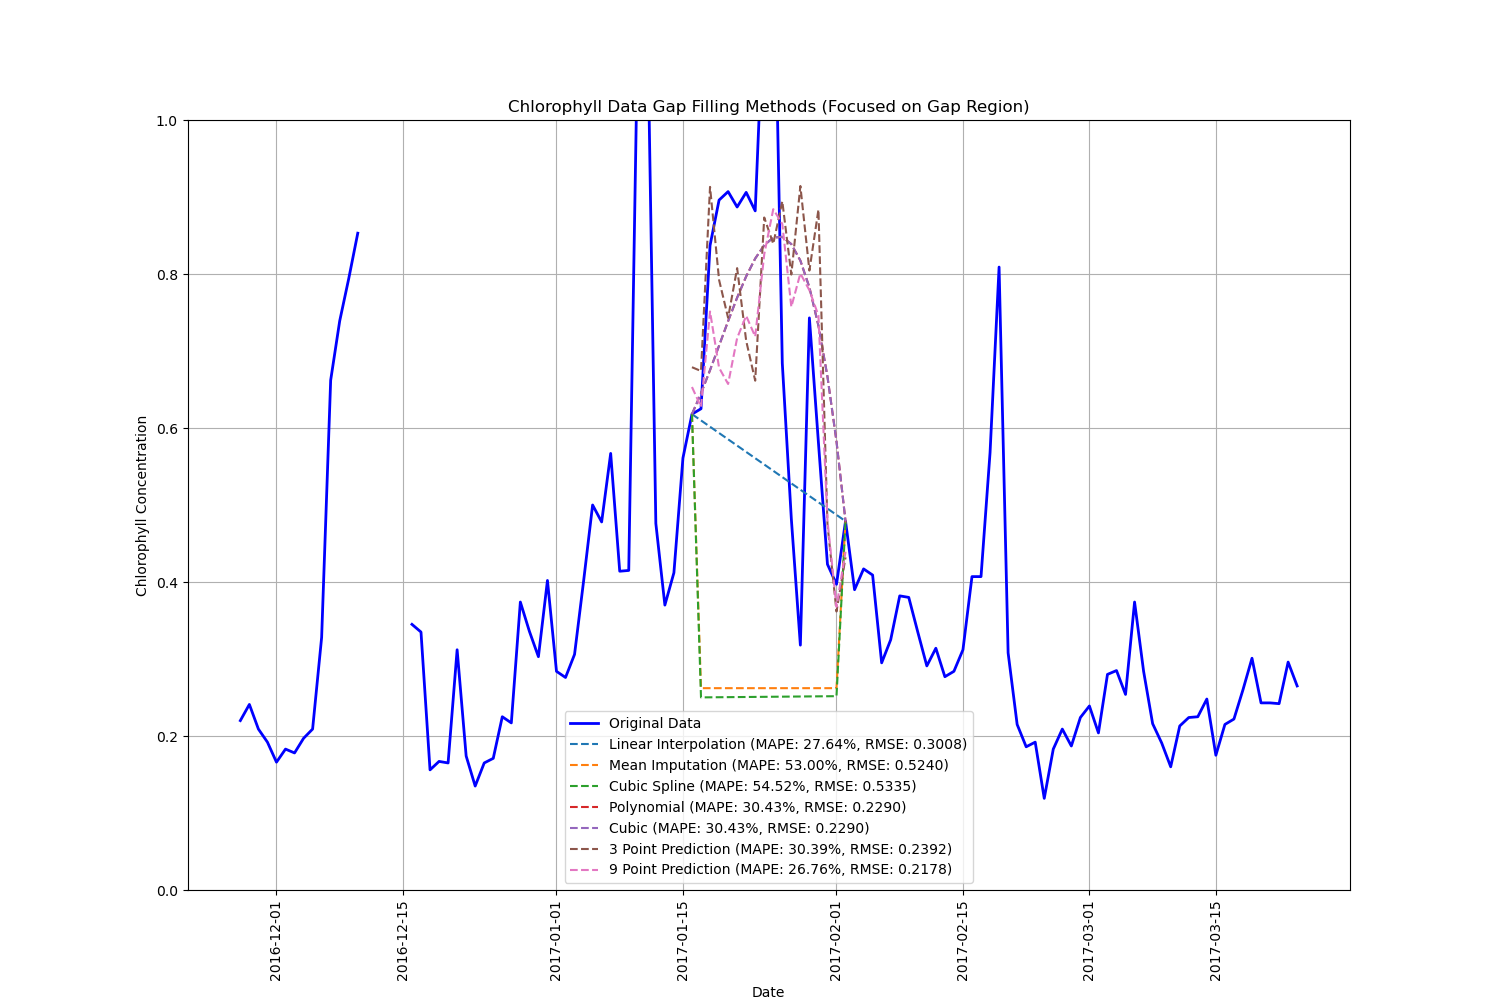 Chlorophyll Data Gap Filling Methods (Focused on Gap Region)
Chlorophyll Concentration
1.0
0.8
0.6
0.4
0.2
0.0
Original Data
Linear Interpolation (MAPE: 27.64%, RMSE: 0.3008)
Mean Imputation (MAPE: 53.00%, RMSE: 0.5240)
Cubic Spline (MAPE: 54.52%, RMSE: 0.5335)
Polynomial (MAPE: 30.43%, RMSE: 0.2290)
Cubic (MAPE: 30.43%, RMSE: 0.2290)
3 Point Prediction (MAPE: 30.39%, RMSE: 0.2392)
9 Point Prediction (MAPE: 26.76%, RMSE: 0.2178)
2016-12-01
2016-12-15
2017-01-01
2017-01-15
2017-02-01
2017-02-15
2017-03-01
2017-03-15
Date